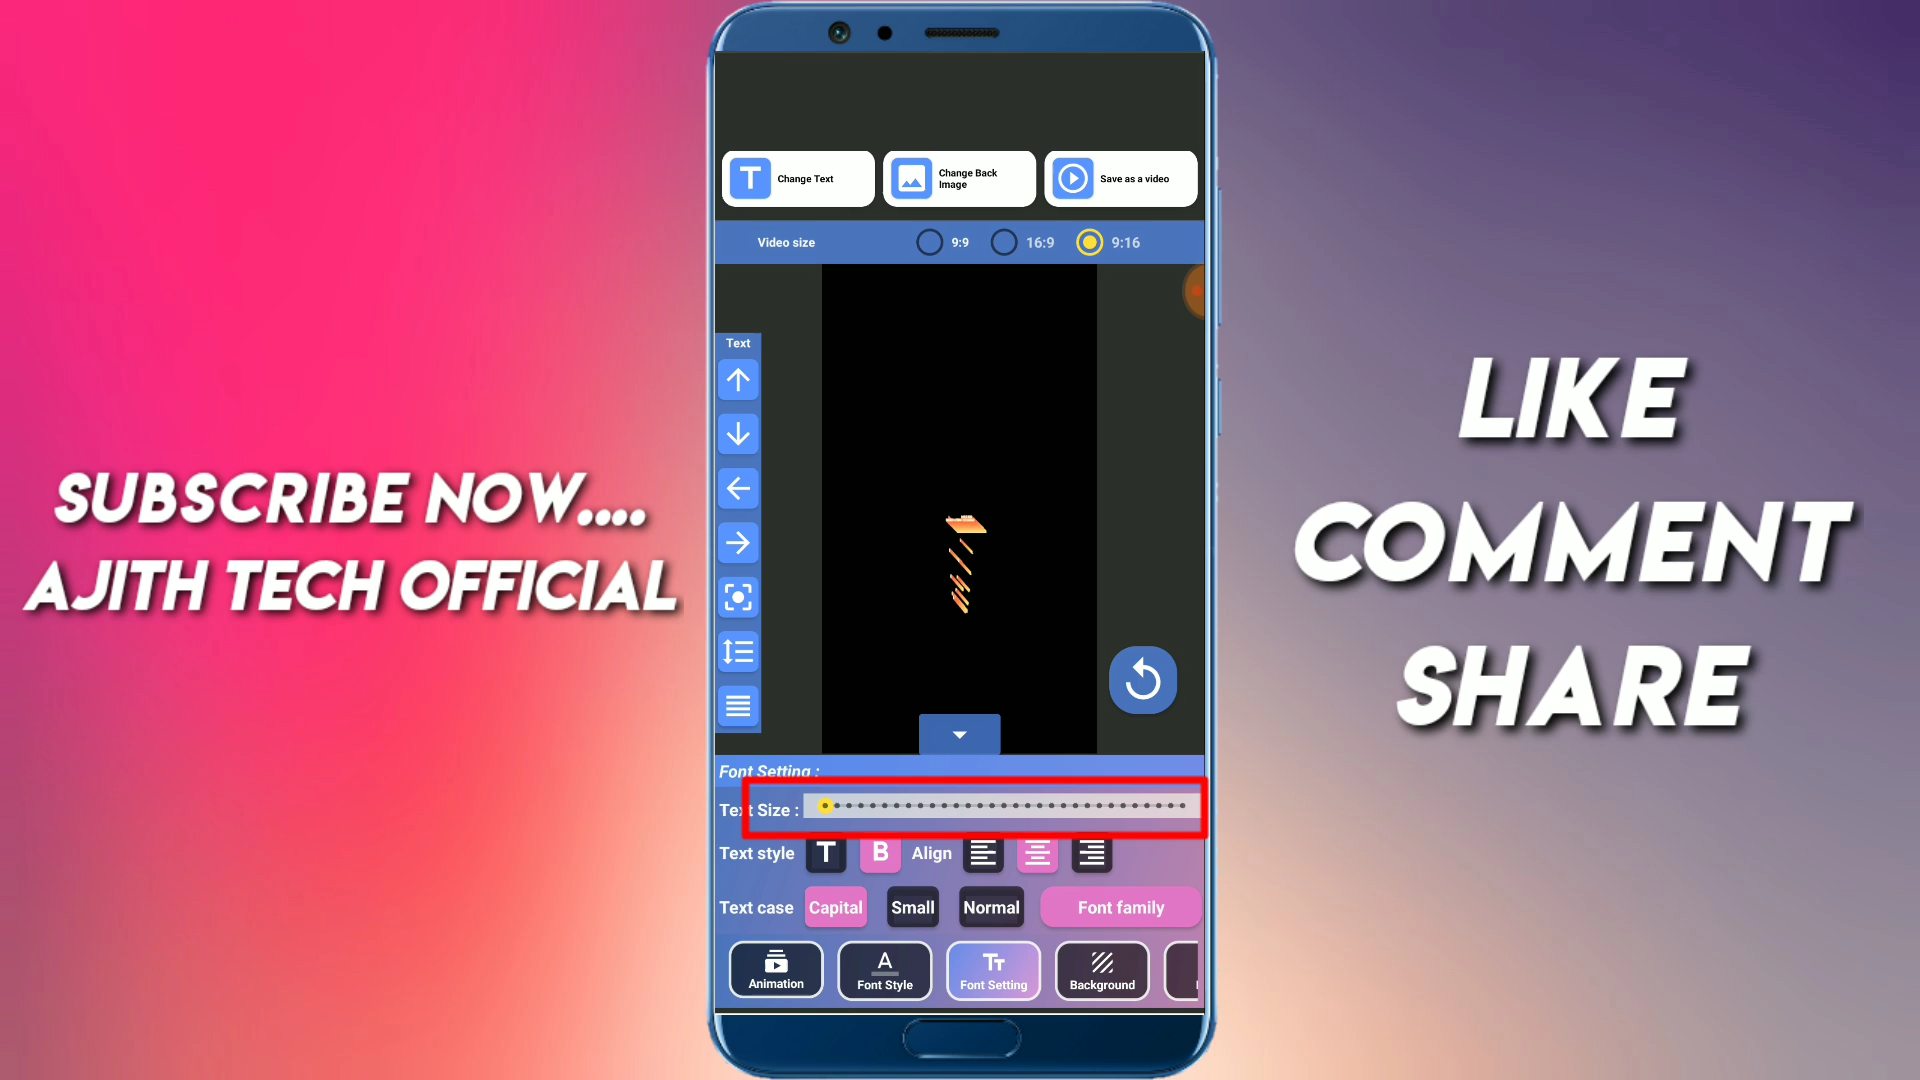 Change Text
Change Back
Image
Save as a video
Video size
9:9
16:9
9:16
Text
SUBSCRIBE NOW....
AJITH TECH OFFICIAL
LIKE
COMMENT
SHARE
Font Setting :
Text Size :
Text style
T
B
Align
Text case
Capital
Small
Normal
Font family
Animation
Font Style
Font Setting
Background